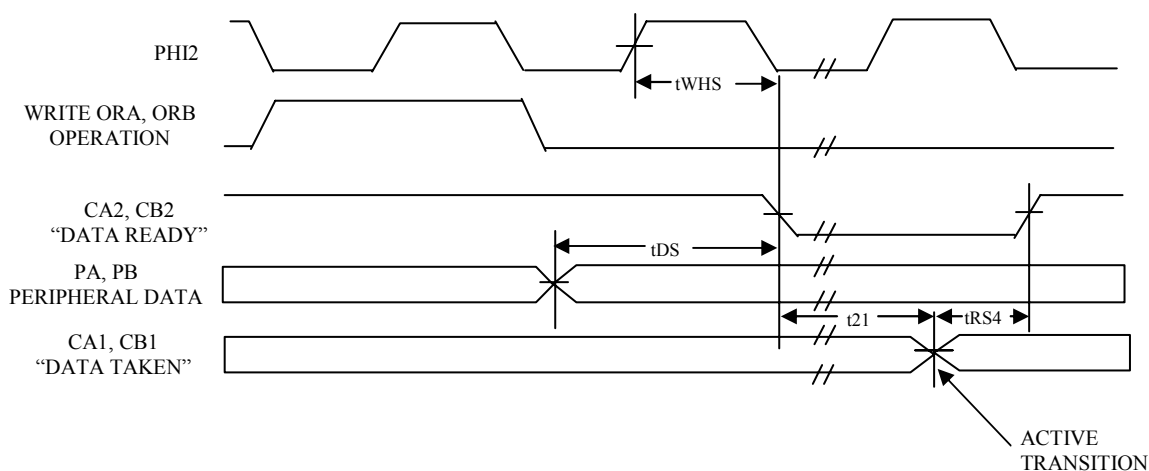 PHI2
tWHS
WRITE ORA, ORB
OPERATION
CA2, CB2
“DATA READY”
tDS
PA, PB
PERIPHERAL DATA
t21
tRS4
CA1, CB1
“DATA TAKEN”
ACTIVE
TRANSITION